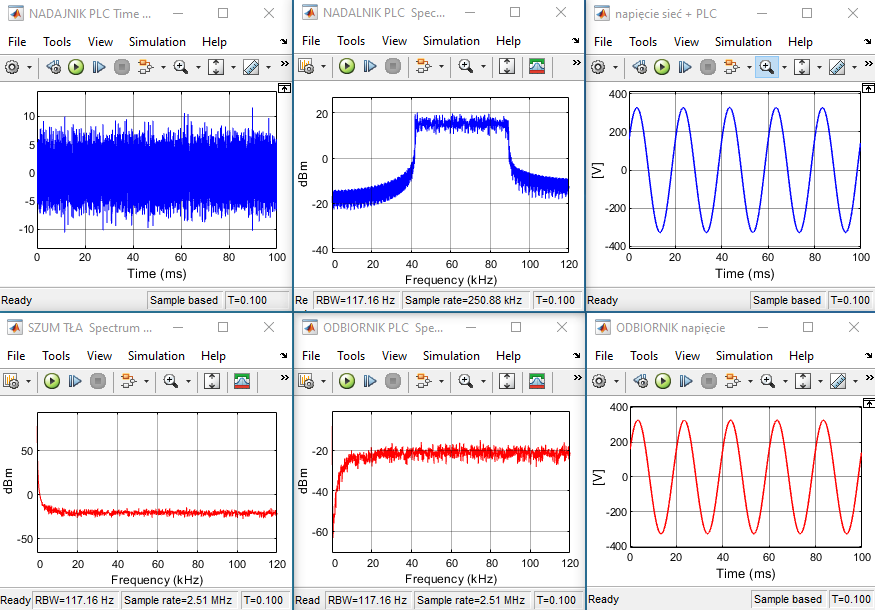 NADAJNIK PLC Time ...
File Tools View Simulation Help
10
5
0
-5
-10
0 20 40 60 80 100
Time (ms)
Ready Sample based T=0.100
NADALNIK PLC Spec...
File Tools View Simulation Help
dBm
20
0
-20
-40
0 20 40 60 80 100 120
Frequency (kHz)
Re RBW=117.16 Hz Sample rate=250.88 kHz T=0.100
napięcie sieć + PLC
File Tools View Simulation Help
[V]
400
200
0
-200
-400
0 20 40 60 80 100
Time (ms)
Ready Sample based T=0.100
SZUM TŁA Spectrum ...
File Tools View Simulation Help
dBm
50
0
-50
0 20 40 60 80 100 120
Frequency (kHz)
Ready RBW=117.16 Hz Sample rate=2.51 MHz T=0.100
ODBIORNIK PLC Spe...
File Tools View Simulation Help
dBm
-20
-40
-60
0 20 40 60 80 100 120
Frequency (kHz)
Read RBW=117.16 Hz Sample rate=2.51 MHz T=0.100
ODBIORNIK napięcie
File Tools View Simulation Help
[V]
400
200
0
-200
-400
0 20 40 60 80 100
Time (ms)
Ready Sample based T=0.100